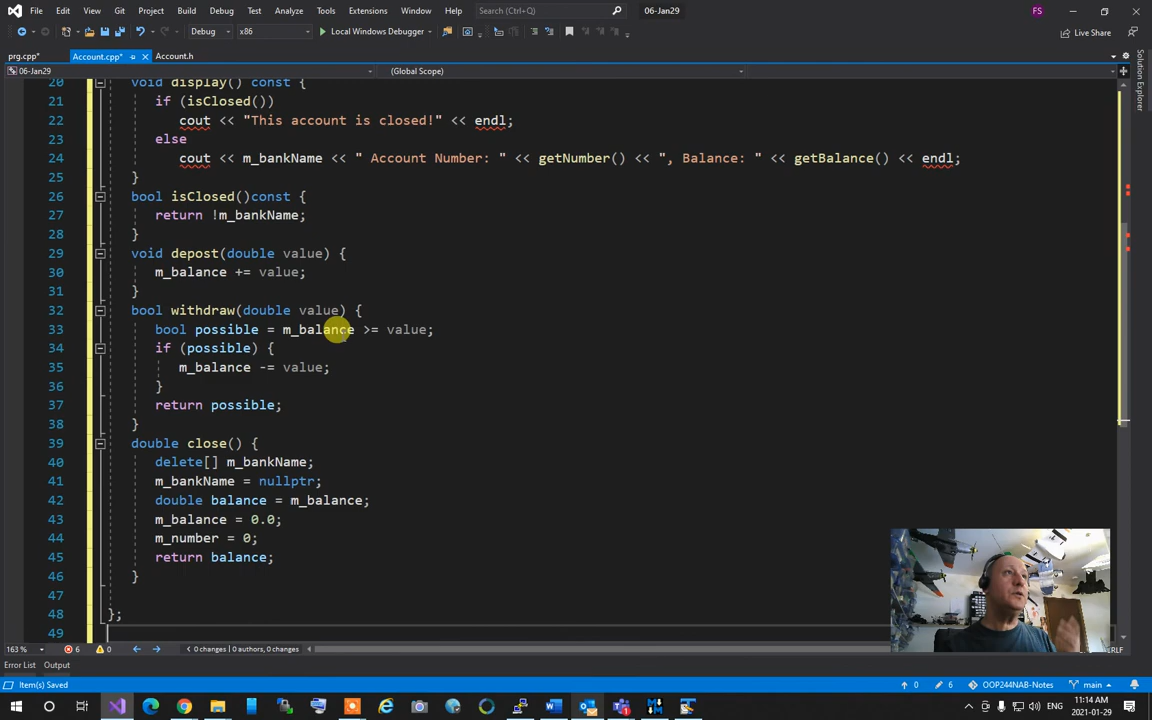 File Edit View Git Project Build Debug Test Analyze Tools Extensions Window Help Search (Ctrl+Q) 06-Jan29 FS
Debug x86 Local Windows Debugger Live Share
prg.cpp* Account.cpp* Account.h
06-Jan29 (Global Scope)
Solution Explorer
20 void display() const {
21 if (isClosed())
22 cout << "This account is closed!" << endl;
23 else
24 cout << m_bankName << " Account Number: " << getNumber() << ", Balance: " << getBalance() << endl;
25 }
26 bool isClosed()const {
27 return !m_bankName;
28 }
29 void depost(double value) {
30 m_balance += value;
31 }
32 bool withdraw(double value) {
33 bool possible = m_balance >= value;
34 if (possible) {
35 m_balance -= value;
36 }
37 return possible;
38 }
39 double close() {
40 delete[] m_bankName;
41 m_bankName = nullptr;
42 double balance = m_balance;
43 m_balance = 0.0;
44 m_number = 0;
45 return balance;
46 }
47
48 };
49
163 % 6 0 0 changes | 0 authors, 0 changes CRLF
Error List Output
Item(s) Saved 0 6 OOP244NAB-Notes main
ENG 11:14 AM 2021-01-29